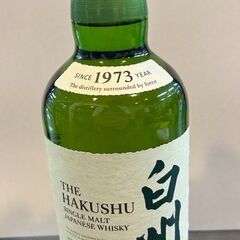 SINCE 1973 YEAR
The distillery surrounded by forest
THE
HAKUSHU
SINGLE MALT
JAPANESE WHISKY
白州